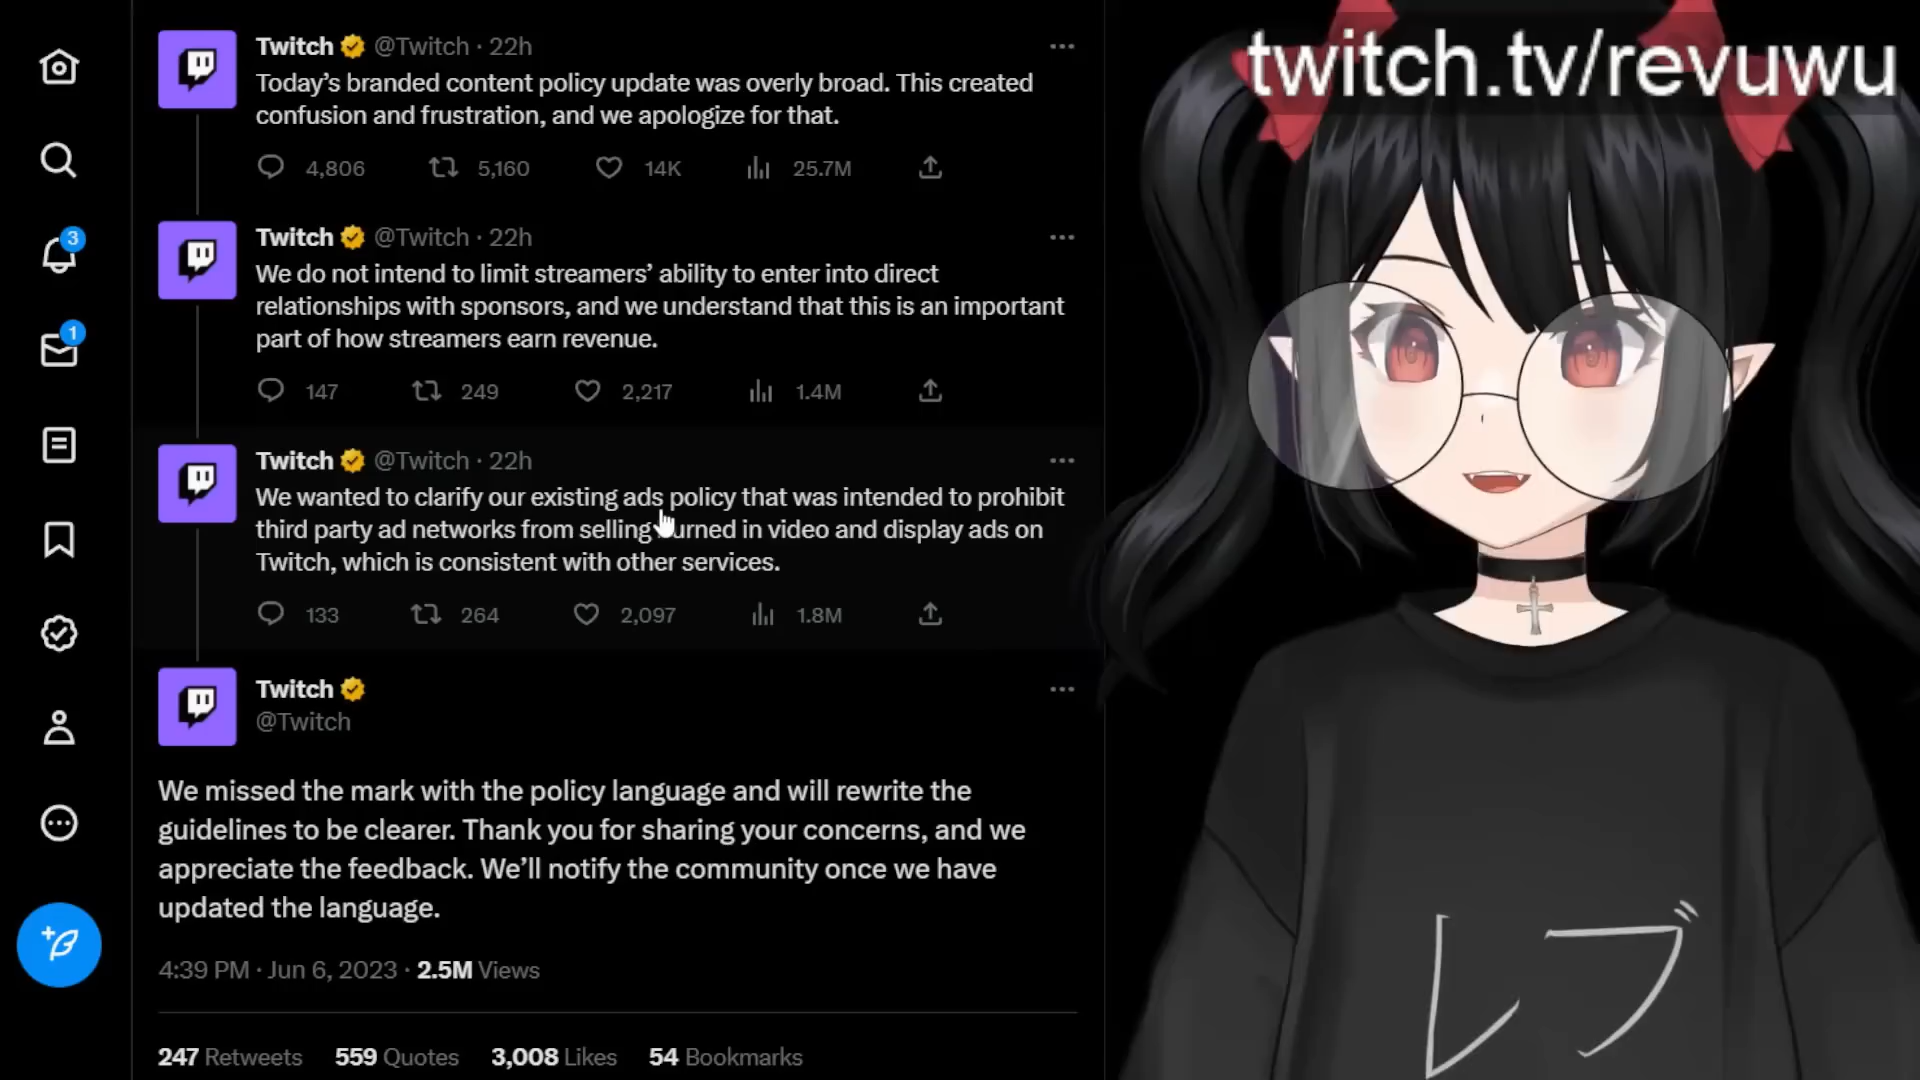 twitch.tv/revuwu
Twitch @Twitch · 22h
Today’s branded content policy update was overly broad. This created
confusion and frustration, and we apologize for that.
4,806 5,160 14K 25.7M
Twitch @Twitch · 22h
We do not intend to limit streamers’ ability to enter into direct
relationships with sponsors, and we understand that this is an important
part of how streamers earn revenue.
147 249 2,217 1.4M
Twitch @Twitch · 22h
We wanted to clarify our existing ads policy that was intended to prohibit
third party ad networks from selling burned in video and display ads on
Twitch, which is consistent with other services.
133 264 2,097 1.8M
Twitch
@Twitch
We missed the mark with the policy language and will rewrite the
guidelines to be clearer. Thank you for sharing your concerns, and we
appreciate the feedback. We’ll notify the community once we have
updated the language.
4:39 PM · Jun 6, 2023 · 2.5M Views
247 Retweets 559 Quotes 3,008 Likes 54 Bookmarks
3
1
レブ